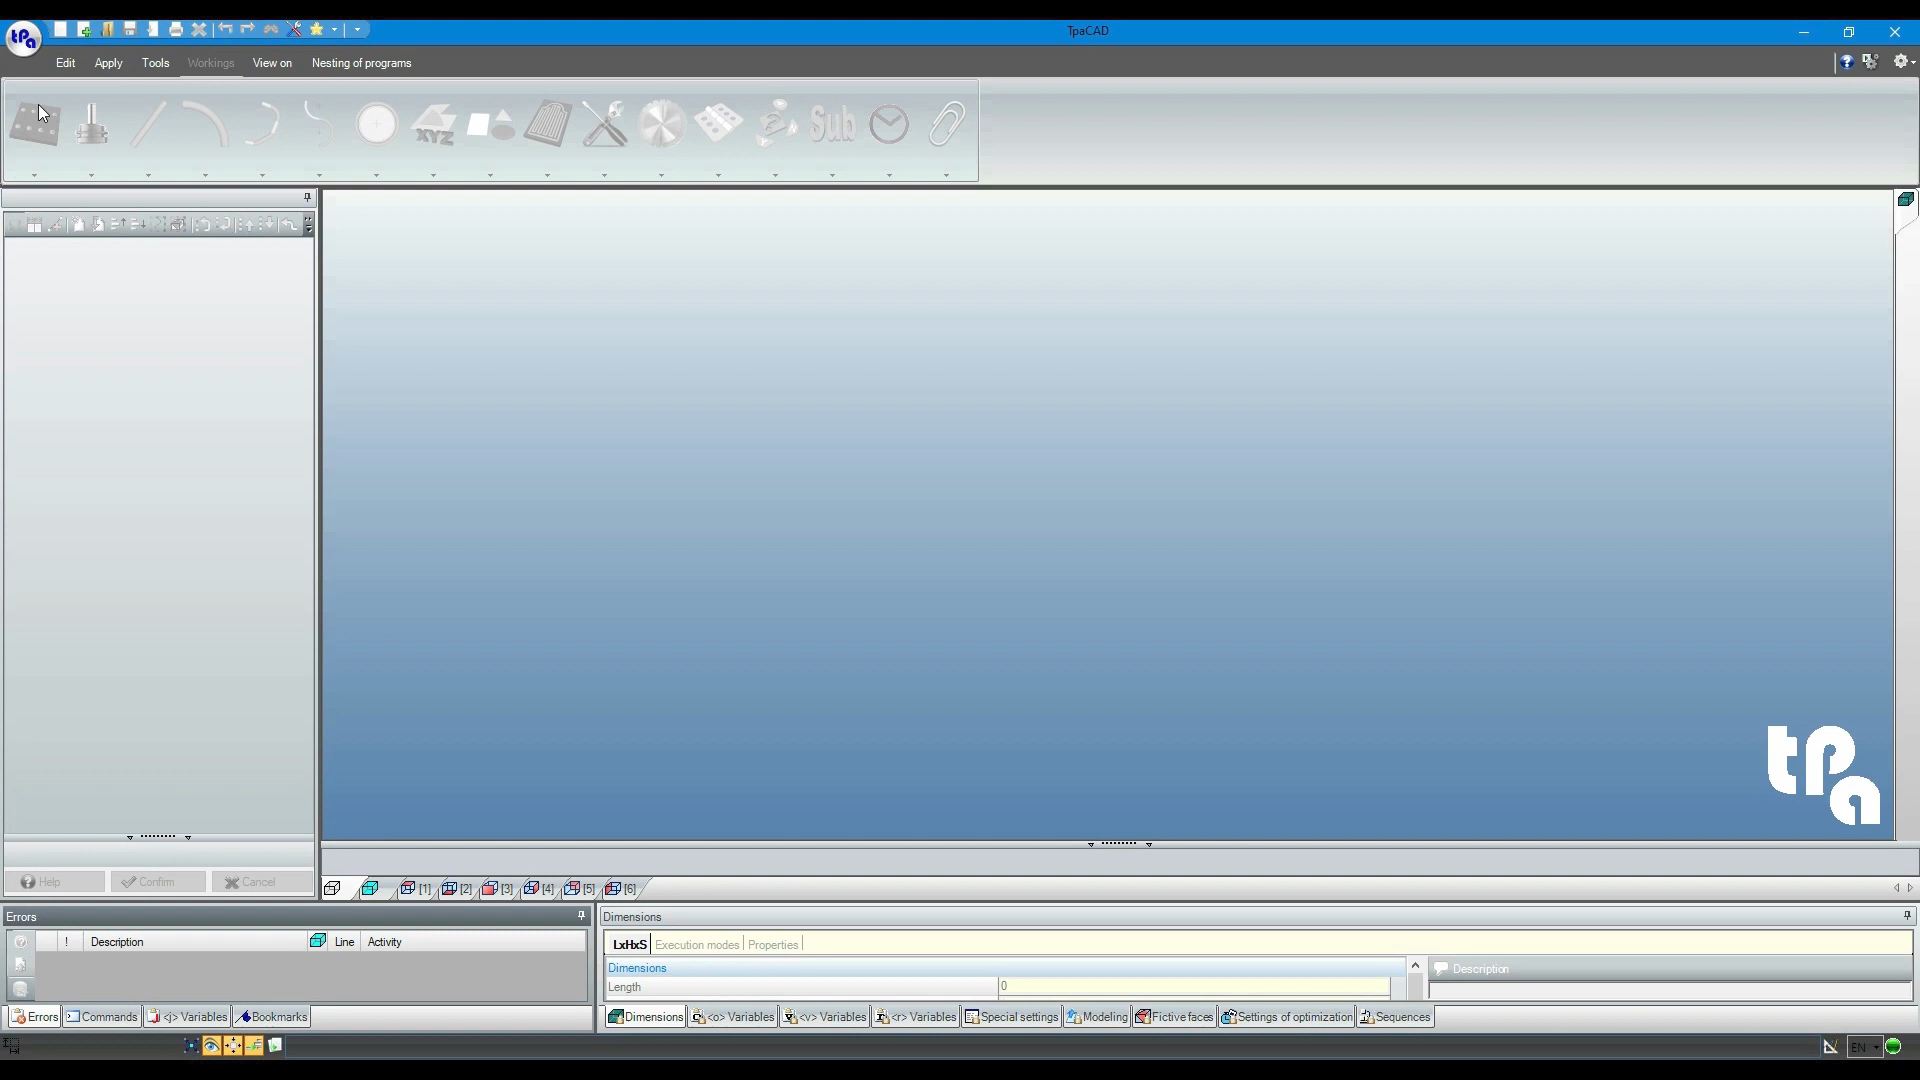 tPa
TpaCAD
Edit Apply Tools Workings View on Nesting of programs
XYZ Sub
tPa
Help Confirm Cancel
[1] [2] [3] [4] [5] [6]
Errors
! Description Line Activity
Errors Commands <j> Variables Bookmarks
Dimensions
LxHxS Execution modes Properties
Dimensions
Length 0
Description
Dimensions <o> Variables <v> Variables <r> Variables Special settings Modeling Fictive faces Settings of optimization Sequences
EN